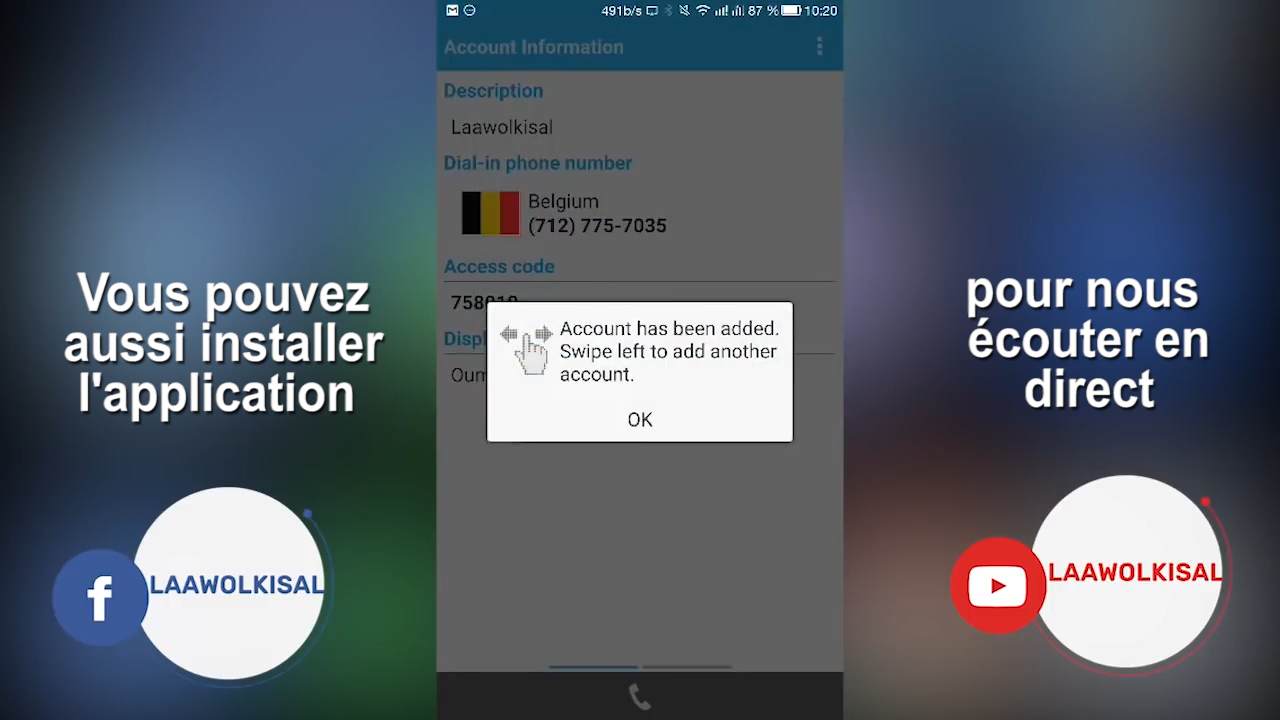 491b/s 87 % 10:20
Account Information
Description
Laawolkisal
Dial-in phone number
Belgium
(712) 775-7035
Access code
Account has been added.
Swipe left to add another
account.
OK
Vous pouvez
aussi installer
l'application
pour nous
écouter en
direct
f
LAAWOLKISAL
LAAWOLKISAL